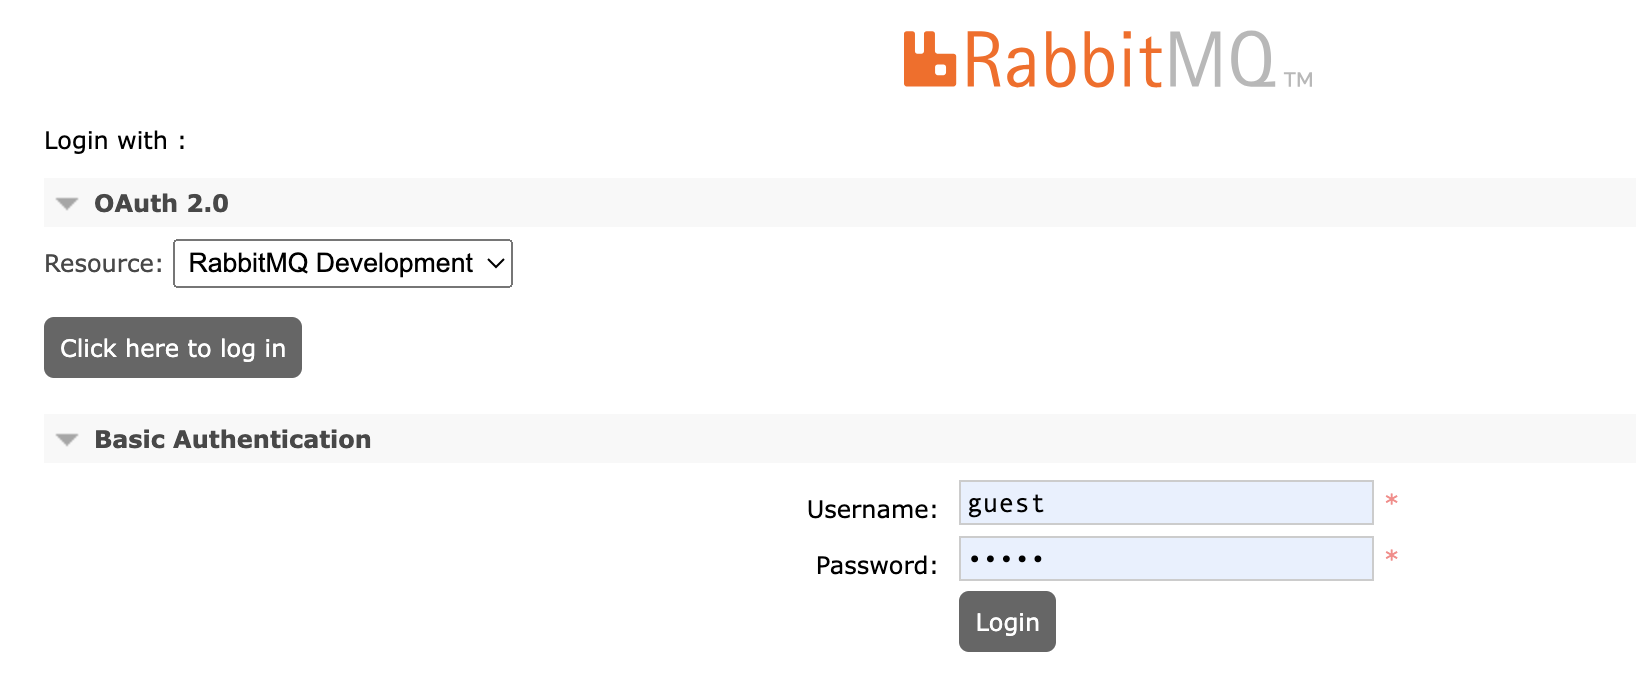 RabbitMQ™
Login with :
OAuth 2.0
Resource: RabbitMQ Development
Click here to log in
Basic Authentication
Username: guest *
Password: ••••• *
Login